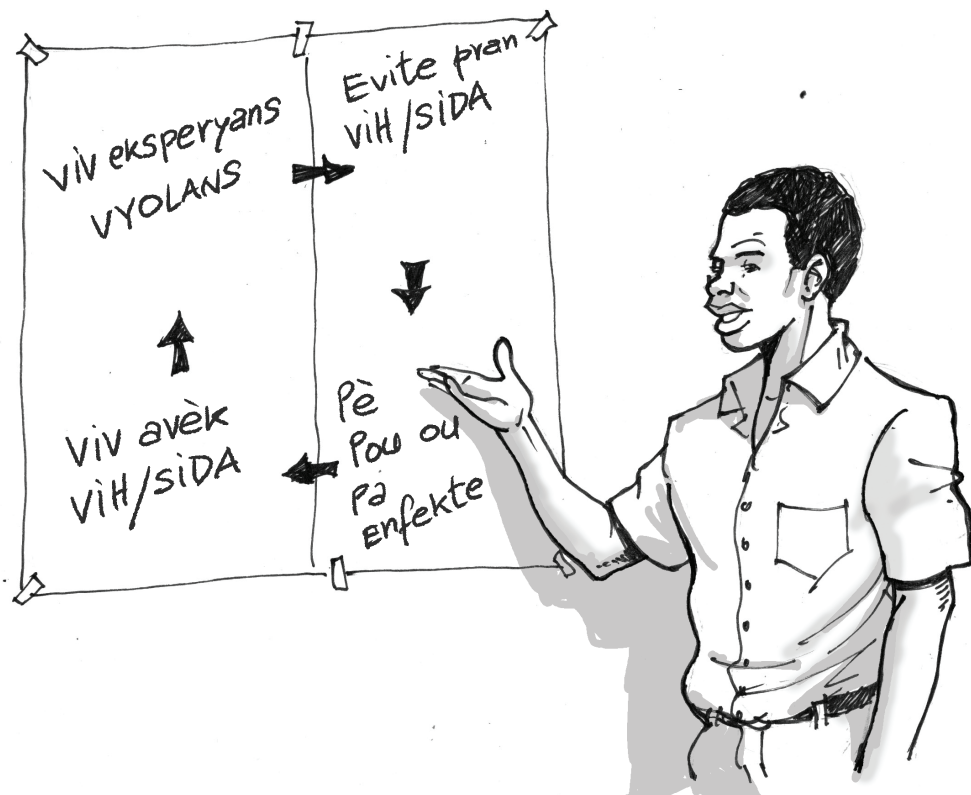 Viv eksperyans
VYOLANS
Evite pran
ViH/SiDA
Pè
Pou ou
pa
enfekte
Viv avèk
ViH/SiDA